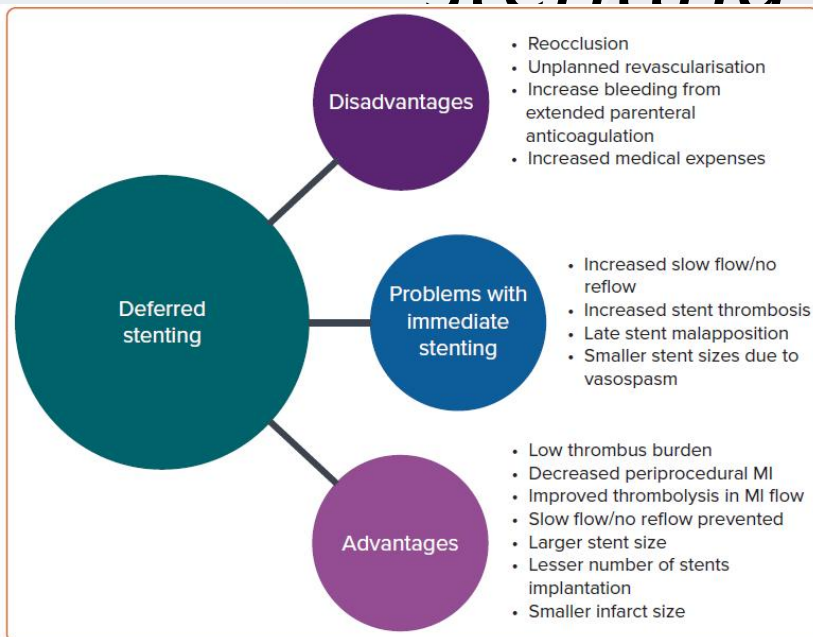 Disadvantages
• Reocclusion
• Unplanned revascularisation
• Increase bleeding from
extended parenteral
anticoagulation
• Increased medical expenses
Deferred
stenting
Problems with
immediate
stenting
• Increased slow flow/no
reflow
• Increased stent thrombosis
• Late stent malapposition
• Smaller stent sizes due to
vasospasm
Advantages
• Low thrombus burden
• Decreased periprocedural MI
• Improved thrombolysis in MI flow
• Slow flow/no reflow prevented
• Larger stent size
• Lesser number of stents
implantation
• Smaller infarct size